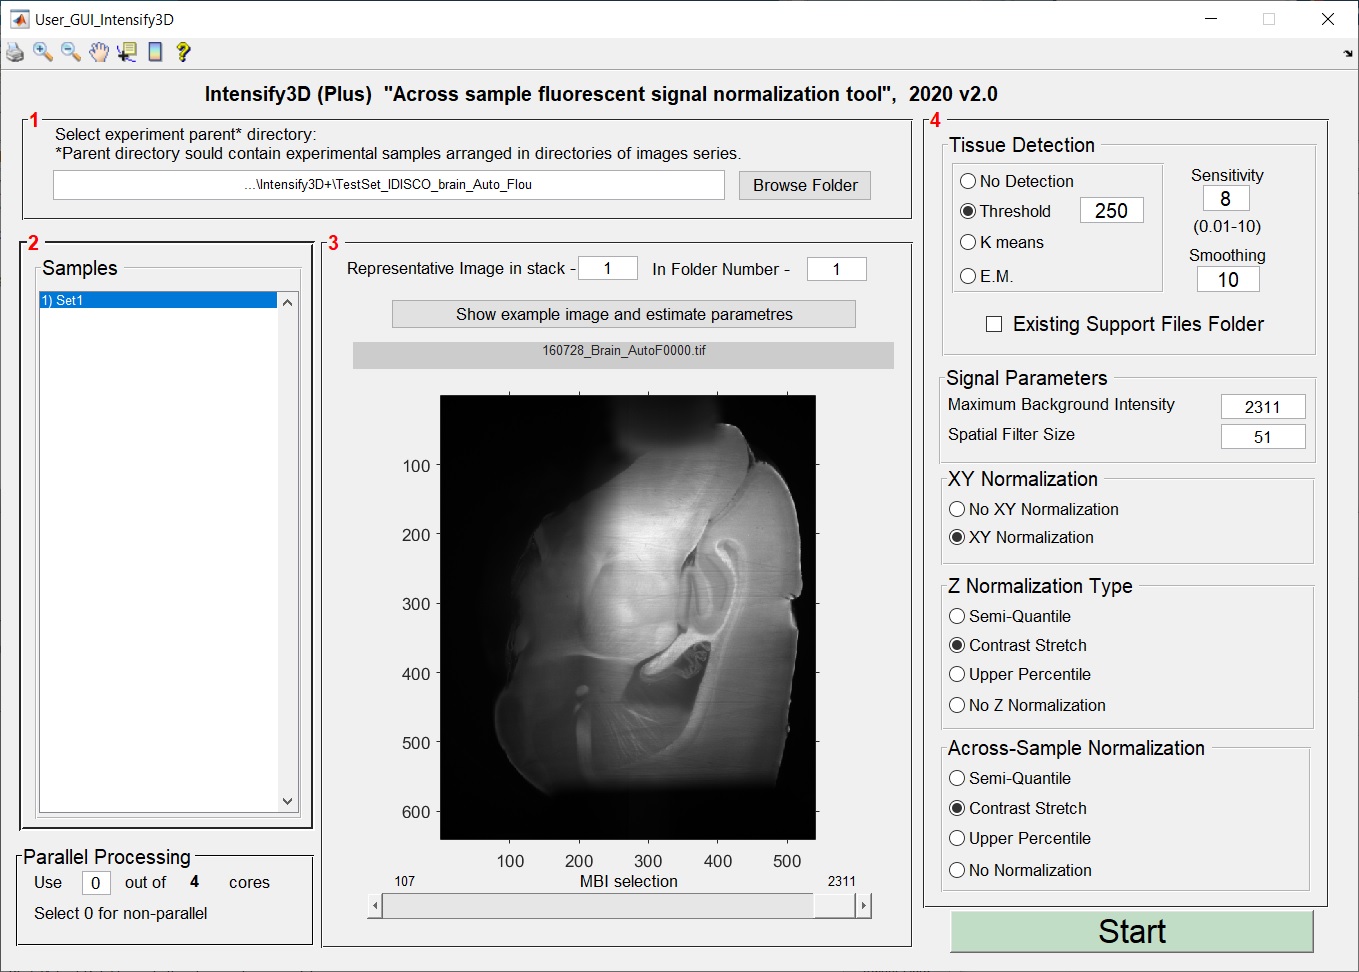 User_GUI_Intensify3D
Intensify3D (Plus)  "Across sample fluorescent signal normalization tool",  2020 v2.0
1
Select experiment parent* directory:
*Parent directory sould contain experimental samples arranged in directories of images series.
...\Intensify3D+\TestSet_IDISCO_brain_Auto_Flou
Browse Folder
2
Samples
1) Set1
Parallel Processing
Use 0 out of 4 cores
Select 0 for non-parallel
3
Representative Image in stack - 1 In Folder Number - 1
Show example image and estimate parametres
160728_Brain_AutoF0000.tif
100
200
300
400
500
600
100 200 300 400 500
107 MBI selection 2311
4
Tissue Detection
No Detection
Threshold 250
K means
E.M.
Sensitivity
8
(0.01-10)
Smoothing
10
Existing Support Files Folder
Signal Parameters
Maximum Background Intensity 2311
Spatial Filter Size 51
XY Normalization
No XY Normalization
XY Normalization
Z Normalization Type
Semi-Quantile
Contrast Stretch
Upper Percentile
No Z Normalization
Across-Sample Normalization
Semi-Quantile
Contrast Stretch
Upper Percentile
No Normalization
Start